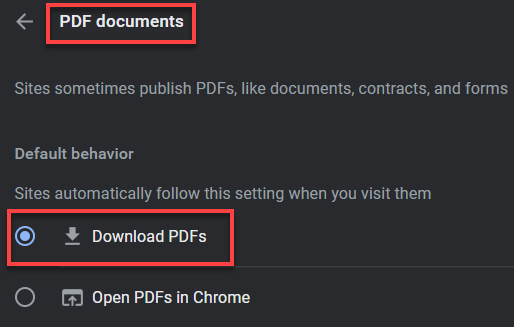 PDF documents
Sites sometimes publish PDFs, like documents, contracts, and forms
Default behavior
Sites automatically follow this setting when you visit them
Download PDFs
Open PDFs in Chrome